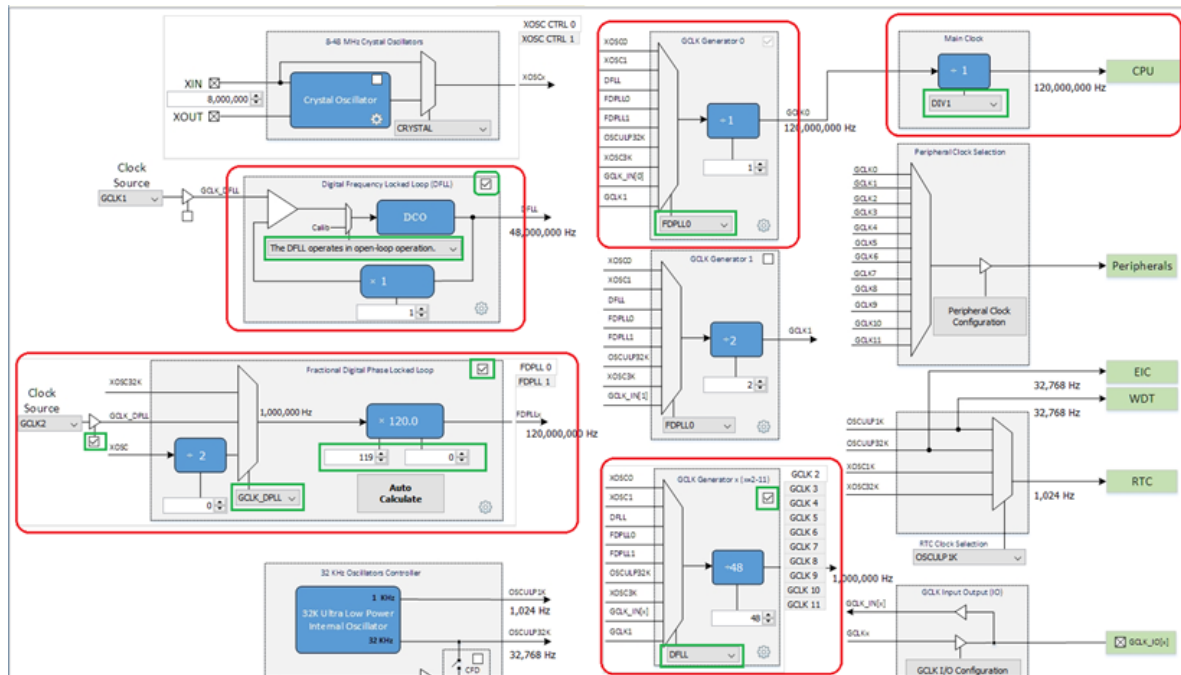 XOSC CTRL 0
XOSC CTRL 1
8-48 MHz Crystal Oscillators
XIN
8,000,000
XOUT
Crystal Oscillator
CRYSTAL
XOSCx
Clock
Source
GCLK1
GCLK_DFLL
Digital Frequency Locked Loop (DFLL)
Calib
DCO
The DFLL operates in open-loop operation.
× 1
1
DFLL
48,000,000 Hz
Fractional Digital Phase Locked Loop
FDPLL 0
FDPLL 1
Clock
Source
GCLK2
XOSC32K
GCLK_DPLL
XOSC
÷ 2
0
GCLK_DPLL
1,000,000 Hz
× 120.0
119
0
Auto
Calculate
FDPLLx
120,000,000 Hz
32 KHz Oscillators Controller
32K Ultra Low Power
Internal Oscillator
1 KHz
32 KHz
OSCULP1K
1,024 Hz
OSCULP32K
32,768 Hz
CFD
GCLK Generator 0
XOSC0
XOSC1
DFLL
FDPLL0
FDPLL1
OSCULP32K
XOSC3K
GCLK_IN[0]
GCLK1
÷1
1
FDPLL0
GCLK0
120,000,000 Hz
GCLK Generator 1
XOSC0
XOSC1
DFLL
FDPLL0
FDPLL1
OSCULP32K
XOSC3K
GCLK_IN[1]
÷2
2
FDPLL0
GCLK1
GCLK Generator x (x=2-11)
XOSC0
XOSC1
DFLL
FDPLL0
FDPLL1
OSCULP32K
XOSC3K
GCLK_IN[x]
GCLK1
÷48
48
DFLL
GCLK 2
GCLK 3
GCLK 4
GCLK 5
GCLK 6
GCLK 7
GCLK 8
GCLK 9
GCLK 10
GCLK 11
1,000,000 Hz
Main Clock
÷ 1
DIV1
120,000,000 Hz
CPU
Peripheral Clock Selection
GCLK0
GCLK1
GCLK2
GCLK3
GCLK4
GCLK5
GCLK6
GCLK7
GCLK8
GCLK9
GCLK10
GCLK11
Peripheral Clock
Configuration
Peripherals
EIC
32,768 Hz
WDT
32,768 Hz
OSCULP1K
OSCULP32K
XOSC1K
XOSC32K
RTC
1,024 Hz
RTC Clock Selection
OSCULP1K
GCLK Input Output (IO)
GCLK_IN[x]
GCLKx
GCLK_IO[x]
GCLK I/O Configuration